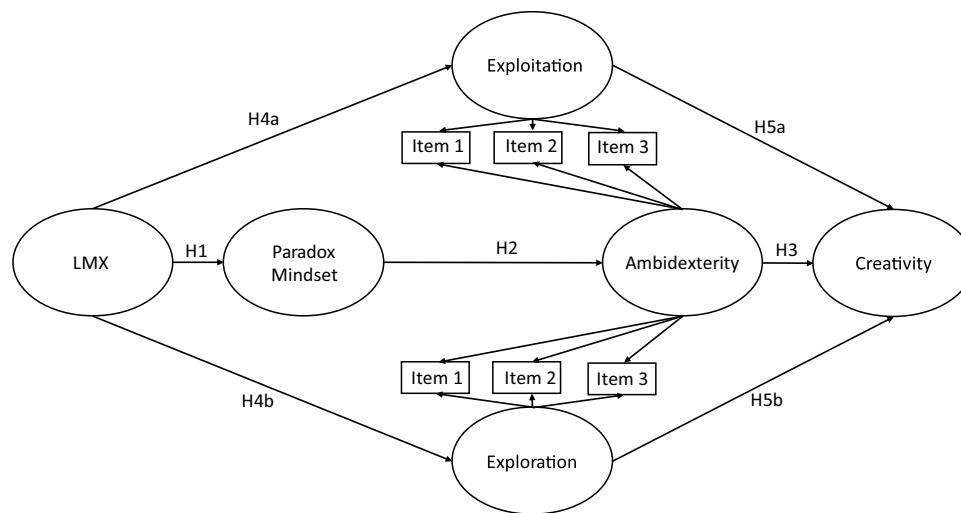 Exploitation
H4a
H5a
Item 1
Item 2
Item 3
LMX
H1
Paradox
Mindset
H2
Ambidexterity
H3
Creativity
Item 1
Item 2
Item 3
H4b
H5b
Exploration